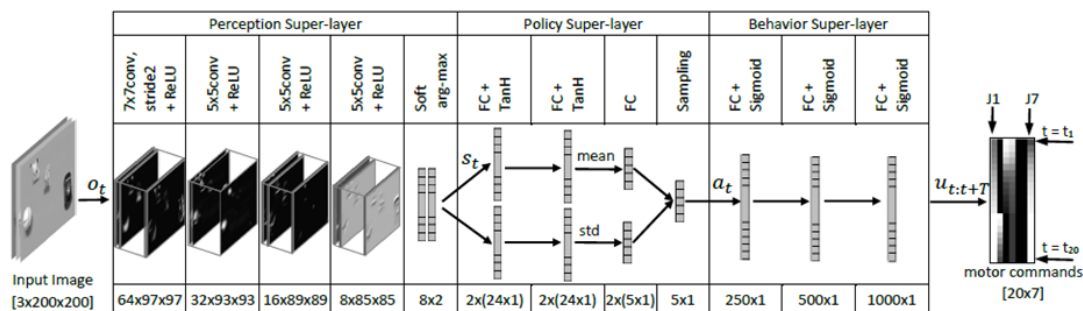 Perception Super-layer
Policy Super-layer
Behavior Super-layer
7x7conv,
stride2
+ ReLU
5x5conv
+ ReLU
5x5conv
+ ReLU
5x5conv
+ ReLU
Soft
arg-max
FC +
TanH
FC +
TanH
FC
Sampling
FC +
Sigmoid
FC +
Sigmoid
FC +
Sigmoid
J1 J7
t = t₁
o_t
s_t
mean
std
a_t
u_{t:t+T}
t = t₂₀
Input Image
[3x200x200]
64x97x97
32x93x93
16x89x89
8x85x85
8x2
2x(24x1)
2x(24x1)
2x(5x1)
5x1
250x1
500x1
1000x1
motor commands
[20x7]